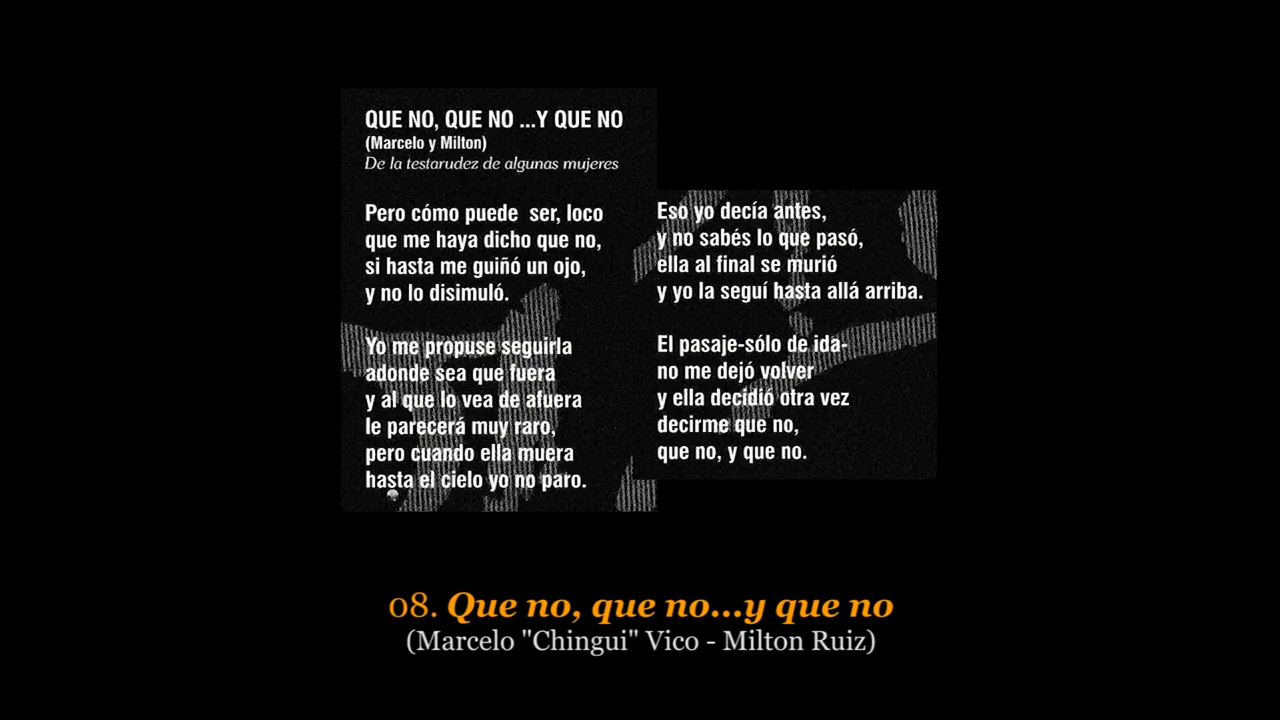 QUE NO, QUE NO ...Y QUE NO
(Marcelo y Milton)
De la testarudez de algunas mujeres
Pero cómo puede ser, loco
que me haya dicho que no,
si hasta me guiñó un ojo,
y no lo disimuló.
Yo me propuse seguirla
adonde sea que fuera
y al que lo vea de afuera
le parecerá muy raro,
pero cuando ella muera
hasta el cielo yo no paro.
Eso yo decía antes,
y no sabés lo que pasó,
ella al final se murió
y yo la seguí hasta allá arriba.
El pasaje-sólo de ida-
no me dejó volver
y ella decidió otra vez
decirme que no,
que no, y que no.
08. Que no, que no...y que no
(Marcelo "Chingui" Vico - Milton Ruiz)